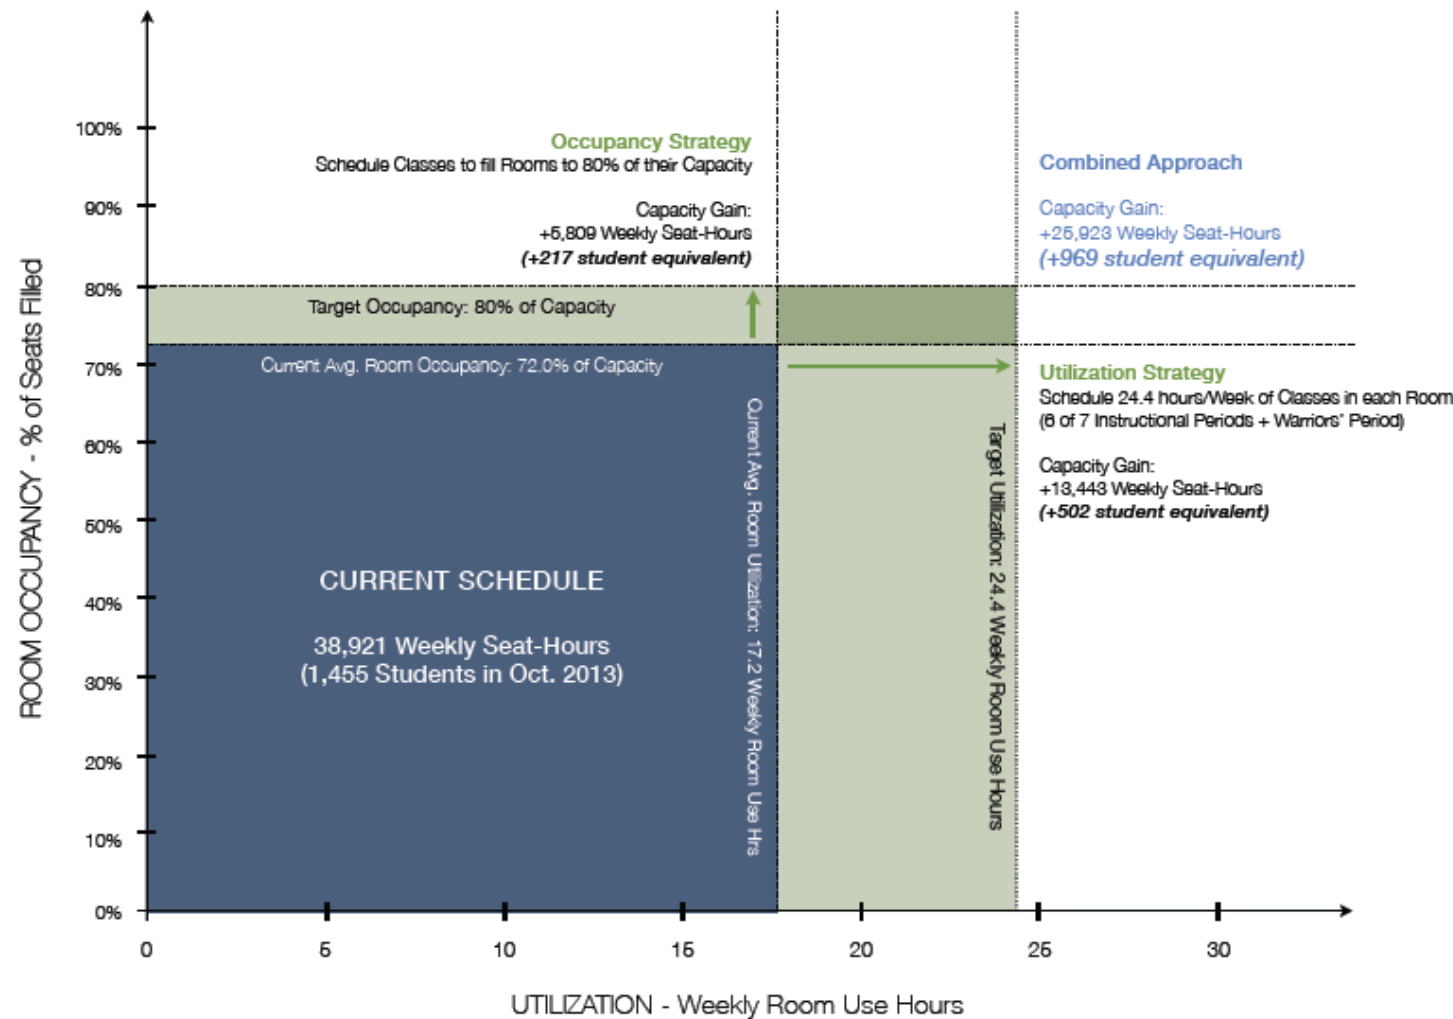 100%
90%
80%
70%
60%
50%
40%
30%
20%
10%
0%
ROOM OCCUPANCY - % of Seats Filled
Occupancy Strategy
Schedule Classes to fill Rooms to 80% of their Capacity
Capacity Gain:
+5,809 Weekly Seat-Hours
(+217 student equivalent)
Combined Approach
Capacity Gain:
+25,923 Weekly Seat-Hours
(+969 student equivalent)
Target Occupancy: 80% of Capacity
Current Avg. Room Occupancy: 72.0% of Capacity
Utilization Strategy
Schedule 24.4 hours/Week of Classes in each Room
(6 of 7 Instructional Periods + Warriors' Period)
Capacity Gain:
+13,443 Weekly Seat-Hours
(+502 student equivalent)
Current Avg. Room Utilization: 17.2 Weekly Room Use Hrs
Target Utilization: 24.4 Weekly Room Use Hours
CURRENT SCHEDULE
38,921 Weekly Seat-Hours
(1,455 Students in Oct. 2013)
0 5 10 15 20 25 30
UTILIZATION - Weekly Room Use Hours